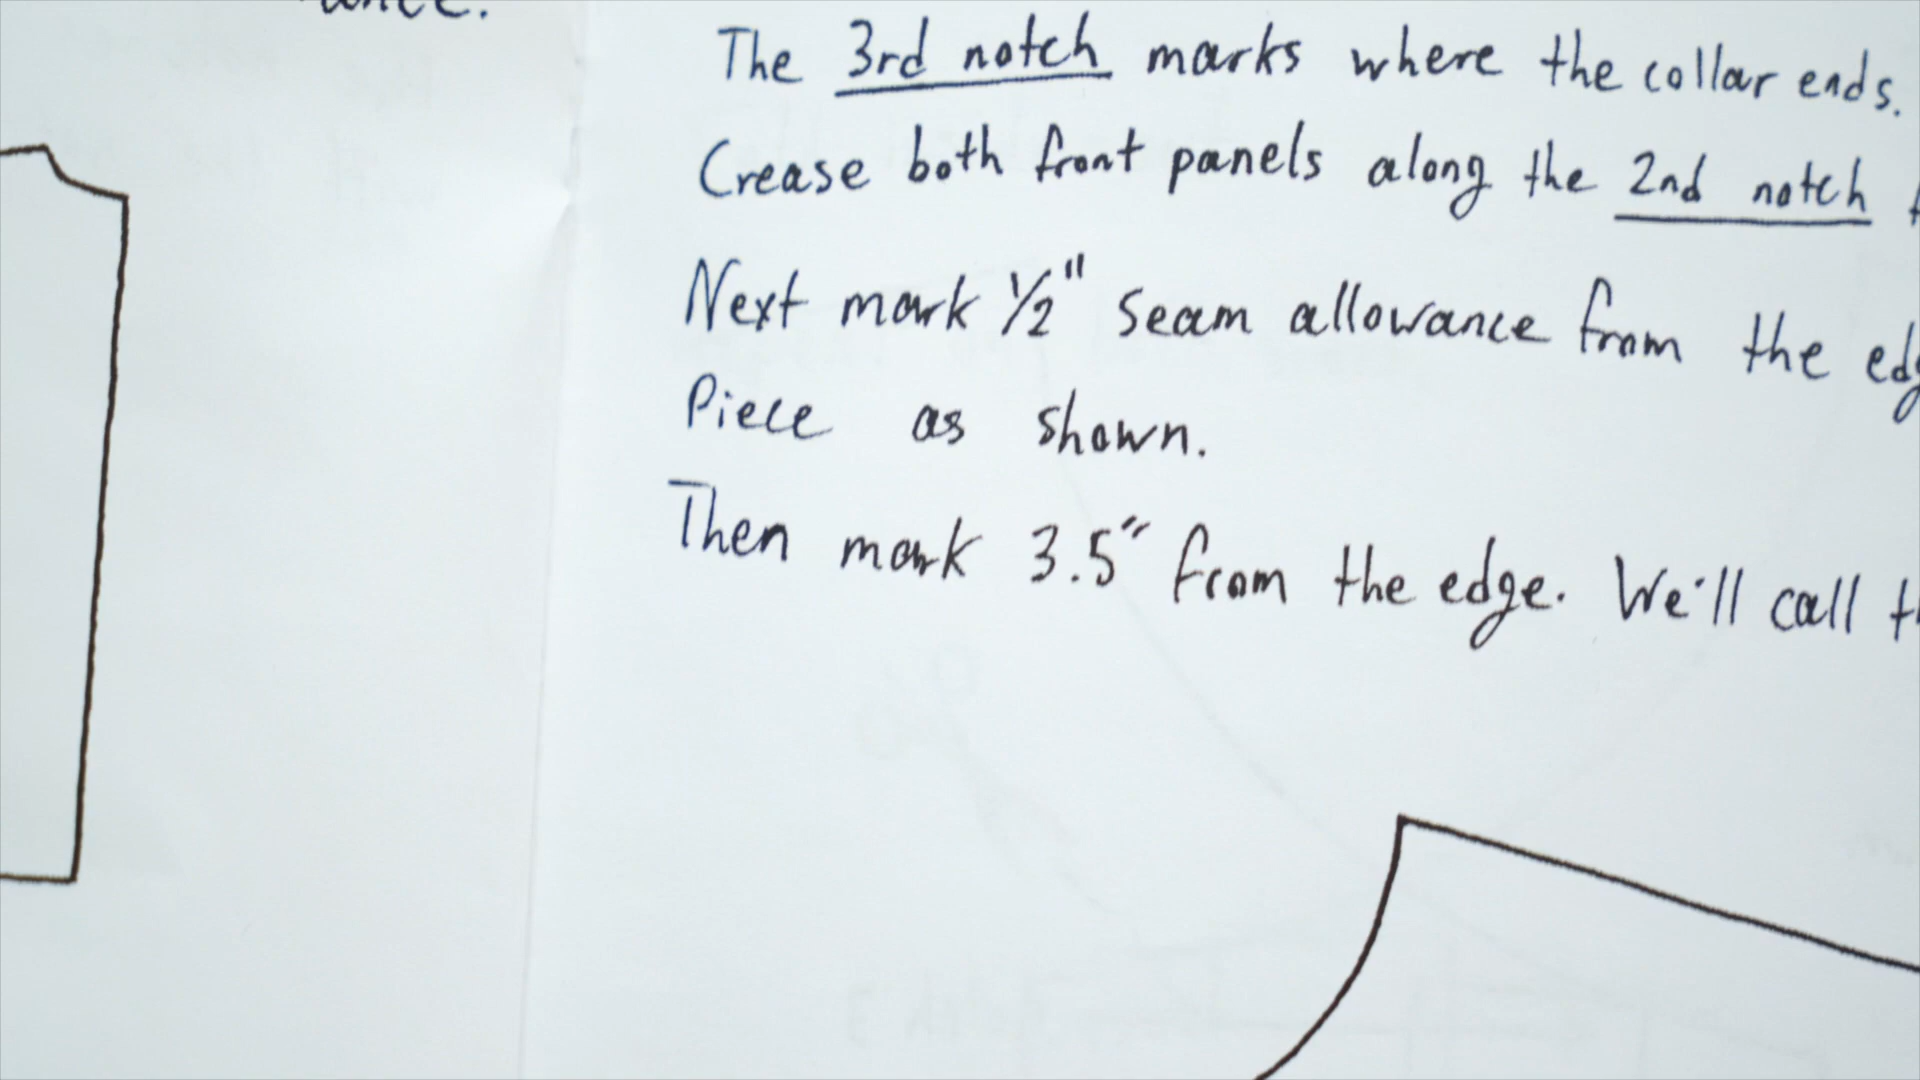 The 3rd notch marks where the collar ends.
Crease both front panels along the 2nd notch
Next mark 1/2" seam allowance from the
Piece as shown.
Then mark 3.5" from the edge. We'll call